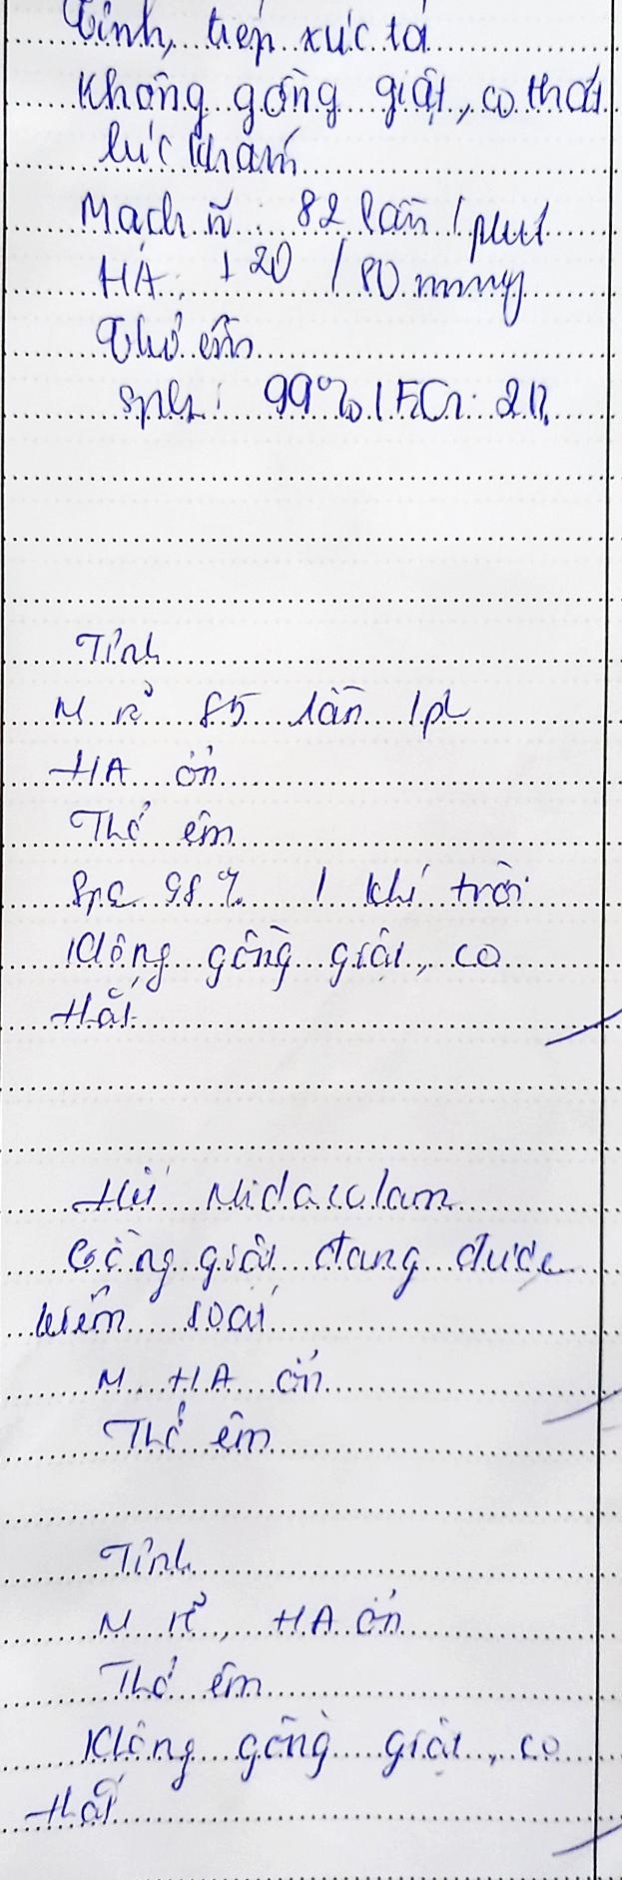 Tỉnh, tiếp xúc tốt
Không gồng giật, co thắt
lúc khám
Mạch rõ: 82 lần / phút
HA: 120 / 80 mmHg
Thở êm
SpO2: 99% / FiO2: 21%
Tỉnh
M rõ 85 lần /ph
HA ổn
Thở êm
SpO2 98% / khí trời
Không gồng giật, co
thắt
Hết Midazolam
Gồng giật đang được
kiểm soát
M, HA ổn
Thở êm
Tỉnh
M rõ, HA ổn
Thở êm
Không gồng giật, co
thắt